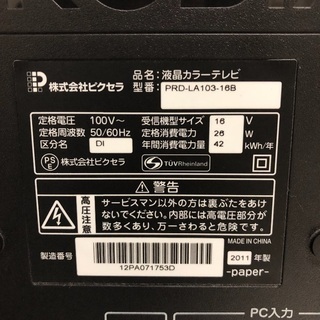 株式会社ピクセラ
品名：液晶カラーテレビ
型番： PRD-LA103-16B
定格電圧 100V～
定格周波数 50/60Hz
区分名 DI
受信機型サイズ 16 V
定格消費電力 26 W
年間消費電力量 42 kWh/年
PSE 株式会社ピクセラ
TÜVRheinland
高圧注意
警告
サービスマン以外の方は裏ぶたをあけ
ないでください。内部には高電圧部分が
数多くあり、万一さわると危険です。
MADE IN CHINA
製造番号
12PA071753D
2011 年製
-paper-
PC入力